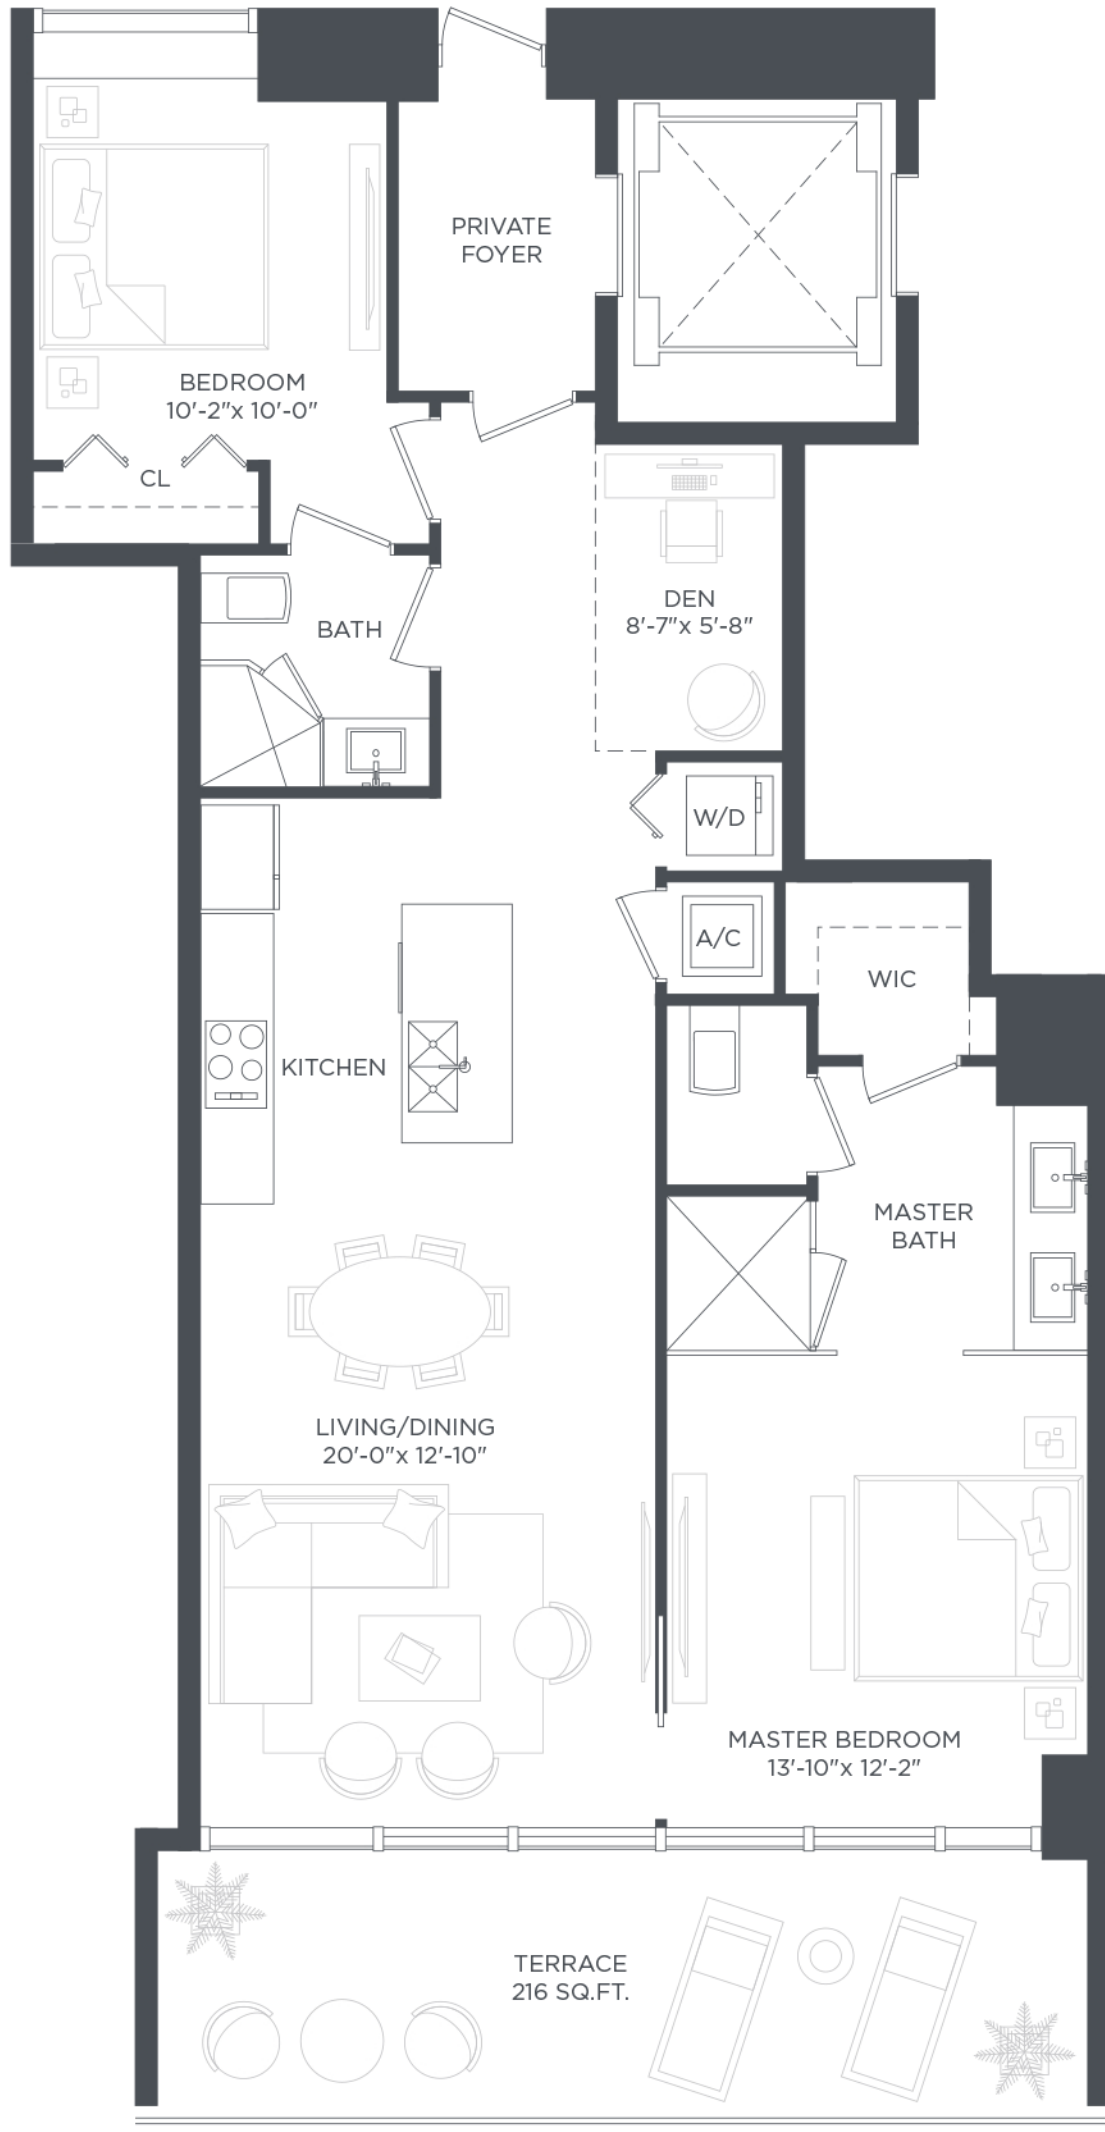 PRIVATE
FOYER
BEDROOM
10'-2"x 10'-0"
CL
DEN
8'-7"x 5'-8"
BATH
W/D
A/C
WIC
KITCHEN
MASTER
BATH
LIVING/DINING
20'-0"x 12'-10"
MASTER BEDROOM
13'-10"x 12'-2"
TERRACE
216 SQ.FT.